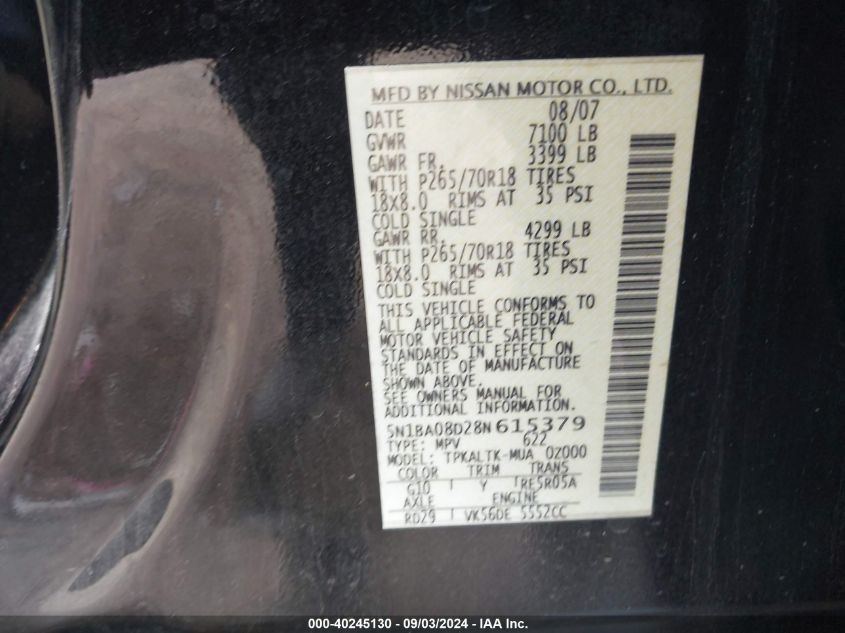 MFD BY NISSAN MOTOR CO., LTD.
DATE 08/07
GVWR 7100 LB
GAWR FR. 3399 LB
WITH P265/70R18 TIRES
18X8.0 RIMS AT 35 PSI
COLD SINGLE
GAWR RR. 4299 LB
WITH P265/70R18 TIRES
18X8.0 RIMS AT 35 PSI
COLD SINGLE
THIS VEHICLE CONFORMS TO
ALL APPLICABLE FEDERAL
MOTOR VEHICLE SAFETY
STANDARDS IN EFFECT ON
THE DATE OF MANUFACTURE
SHOWN ABOVE.
SEE OWNERS MANUAL FOR
ADDITIONAL INFORMATION.
5N1BA08D28N615379
TYPE: MPV 622
MODEL: TPKALTK-MUA 0Z000
COLOR TRIM TRANS
G10 Y RE5R05A
AXLE ENGINE
RD29 VK56DE 5552CC
000-40245130 - 09/03/2024 - IAA Inc.